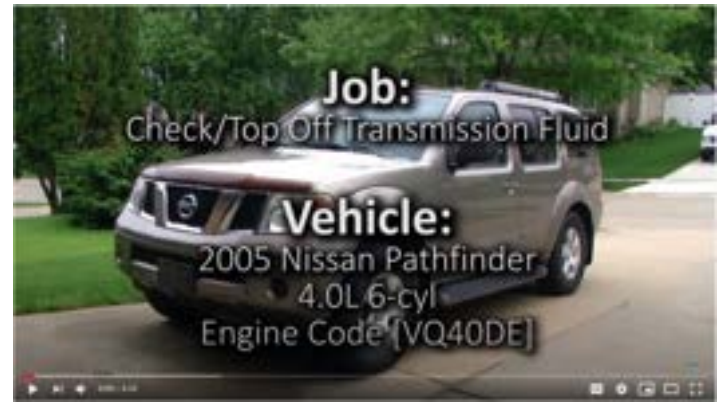 Job:
Check/Top Off Transmission Fluid
Vehicle:
2005 Nissan Pathfinder
4.0L 6-cyl
Engine Code [VQ40DE]